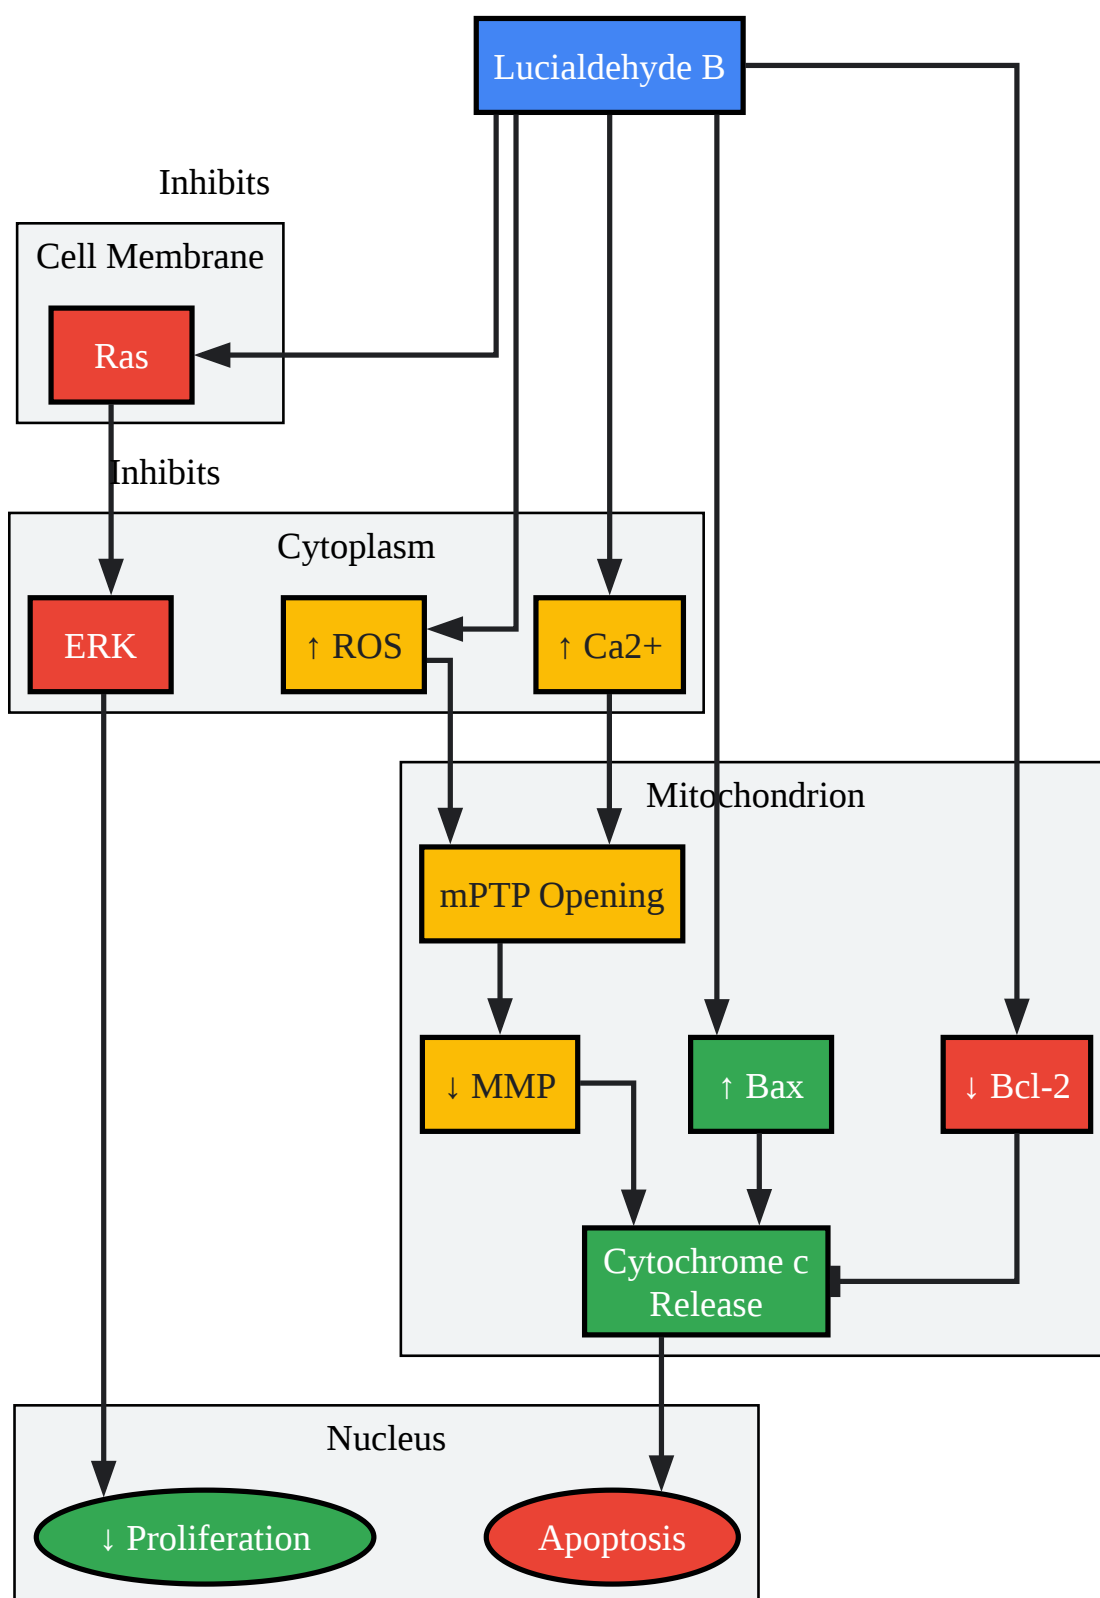 Lucialdehyde B
Inhibits
Cell Membrane
Ras
Inhibits
Cytoplasm
ERK
↑ ROS
↑ Ca2+
Mitochondrion
mPTP Opening
↓ MMP
↑ Bax
↓ Bcl-2
Cytochrome c
Release
Nucleus
↓ Proliferation
Apoptosis